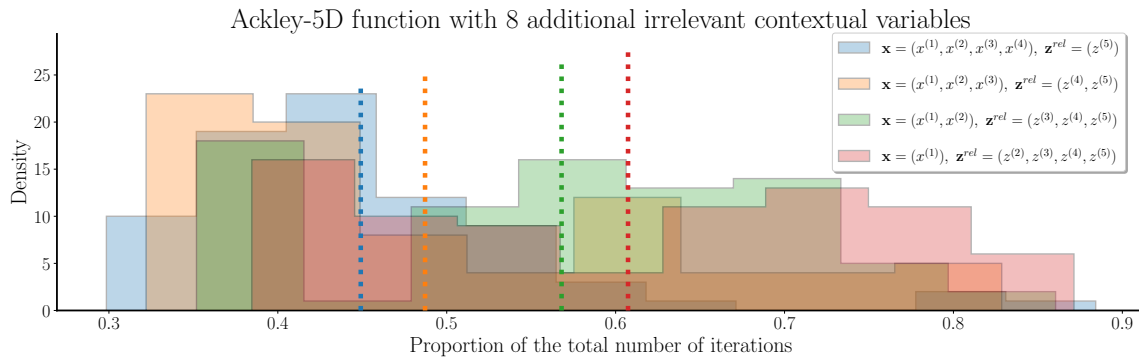 Ackley-5D function with 8 additional irrelevant contextual variables
x = (x^(1), x^(2), x^(3), x^(4)), z^rel = (z^(5))
x = (x^(1), x^(2), x^(3)), z^rel = (z^(4), z^(5))
x = (x^(1), x^(2)), z^rel = (z^(3), z^(4), z^(5))
x = (x^(1)), z^rel = (z^(2), z^(3), z^(4), z^(5))
Density
25
20
15
10
5
0
0.3 0.4 0.5 0.6 0.7 0.8 0.9
Proportion of the total number of iterations